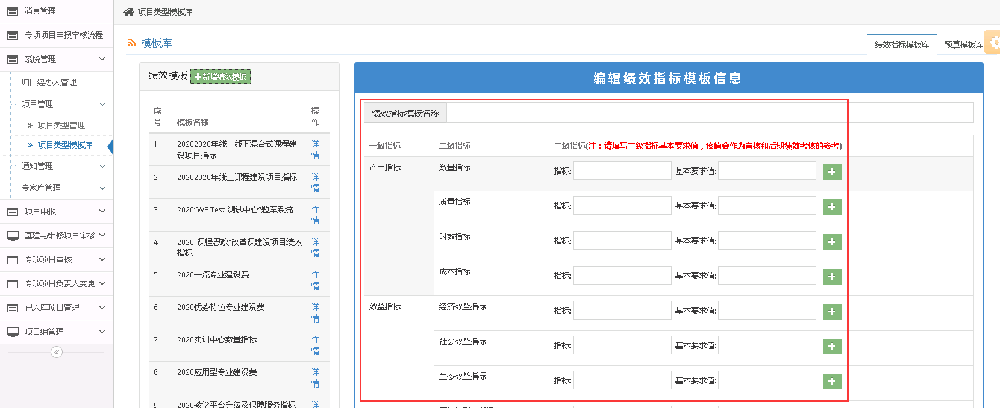 消息管理
专项项目申报审核流程
系统管理
归口经办人管理
项目管理
项目类型管理
项目类型模板库
通知管理
专家库管理
项目申报
基建与维修项目审核
专项项目审核
专项项目负责人变更
已入库项目管理
项目组管理
项目类型模板库
模板库
绩效指标模板库
预算模板库
绩效模板
新增绩效模板
序号
模板名称
操作
1
20202020年线上线下混合式课程建
设项目指标
详情
2
20202020年线上课程建设项目指标
详情
3
2020“WE Test 测试中心”题库系统
详情
4
2020“课程思政”改革课建设项目绩效
指标
详情
5
2020一流专业建设费
详情
6
2020优势特色专业建设费
详情
7
2020实训中心数量指标
详情
8
2020应用型专业建设费
详情
9
2020教学平台升级及保障服务指标
详
编辑绩效指标模板信息
绩效指标模板名称
一级指标
二级指标
三级指标(注：请填写三级指标基本要求值，该值会作为审核和后期绩效考核的参考)
产出指标
数量指标
指标:
基本要求值:
质量指标
指标:
基本要求值:
时效指标
指标:
基本要求值:
成本指标
指标:
基本要求值:
效益指标
经济效益指标
指标:
基本要求值:
社会效益指标
指标:
基本要求值:
生态效益指标
指标:
基本要求值: